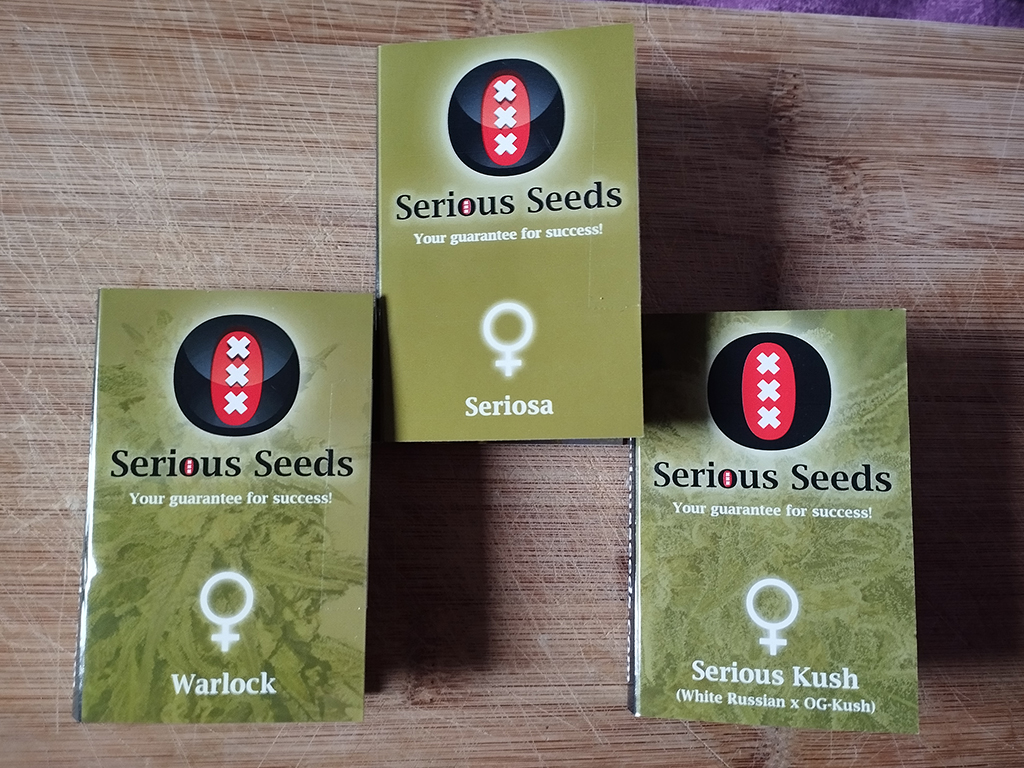 Serious Seeds
Your guarantee for success!
Seriosa
Serious Seeds
Your guarantee for success!
Warlock
Serious Seeds
Your guarantee for success!
Serious Kush
(White Russian x OG-Kush)